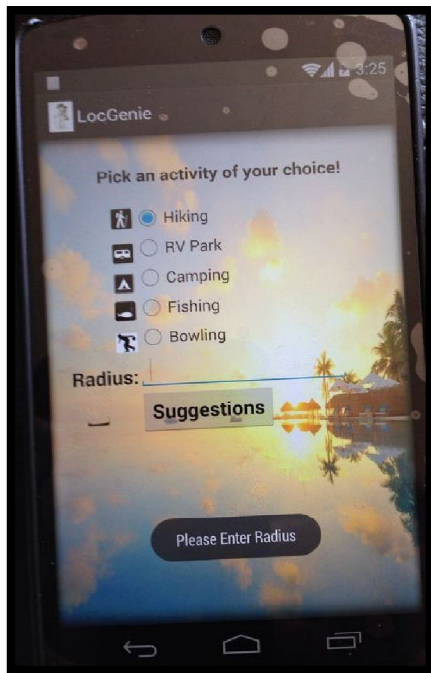 3:25
LocGenie
Pick an activity of your choice!
Hiking
RV Park
Camping
Fishing
Bowling
Radius:
Suggestions
Please Enter Radius